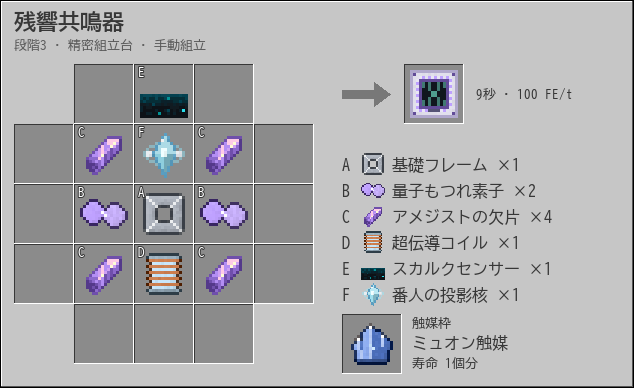 残響共鳴器
段階3 · 精密組立台 · 手動組立
E
C
F
C
B
A
B
C
D
C
9秒 · 100 FE/t
A 基礎フレーム ×1
B 量子もつれ素子 ×2
C アメジストの欠片 ×4
D 超伝導コイル ×1
E スカルクセンサー ×1
F 番人の投影核 ×1
触媒枠
ミュオン触媒
寿命 1個分